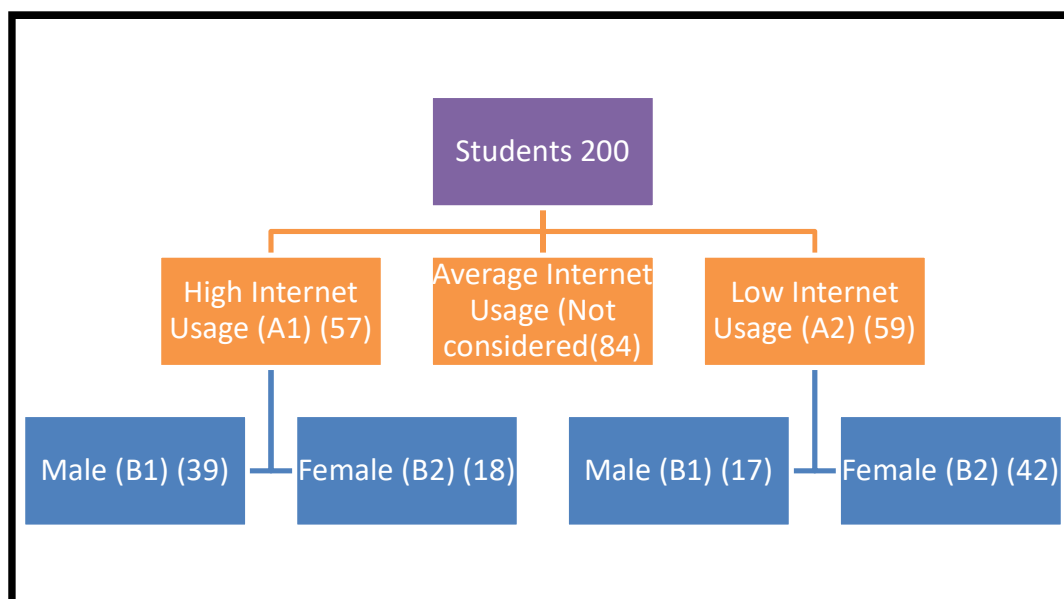 Students 200
High Internet
Usage (A1) (57)
Average Internet
Usage (Not
considered(84)
Low Internet
Usage (A2) (59)
Male (B1) (39)
Female (B2) (18)
Male (B1) (17)
Female (B2) (42)